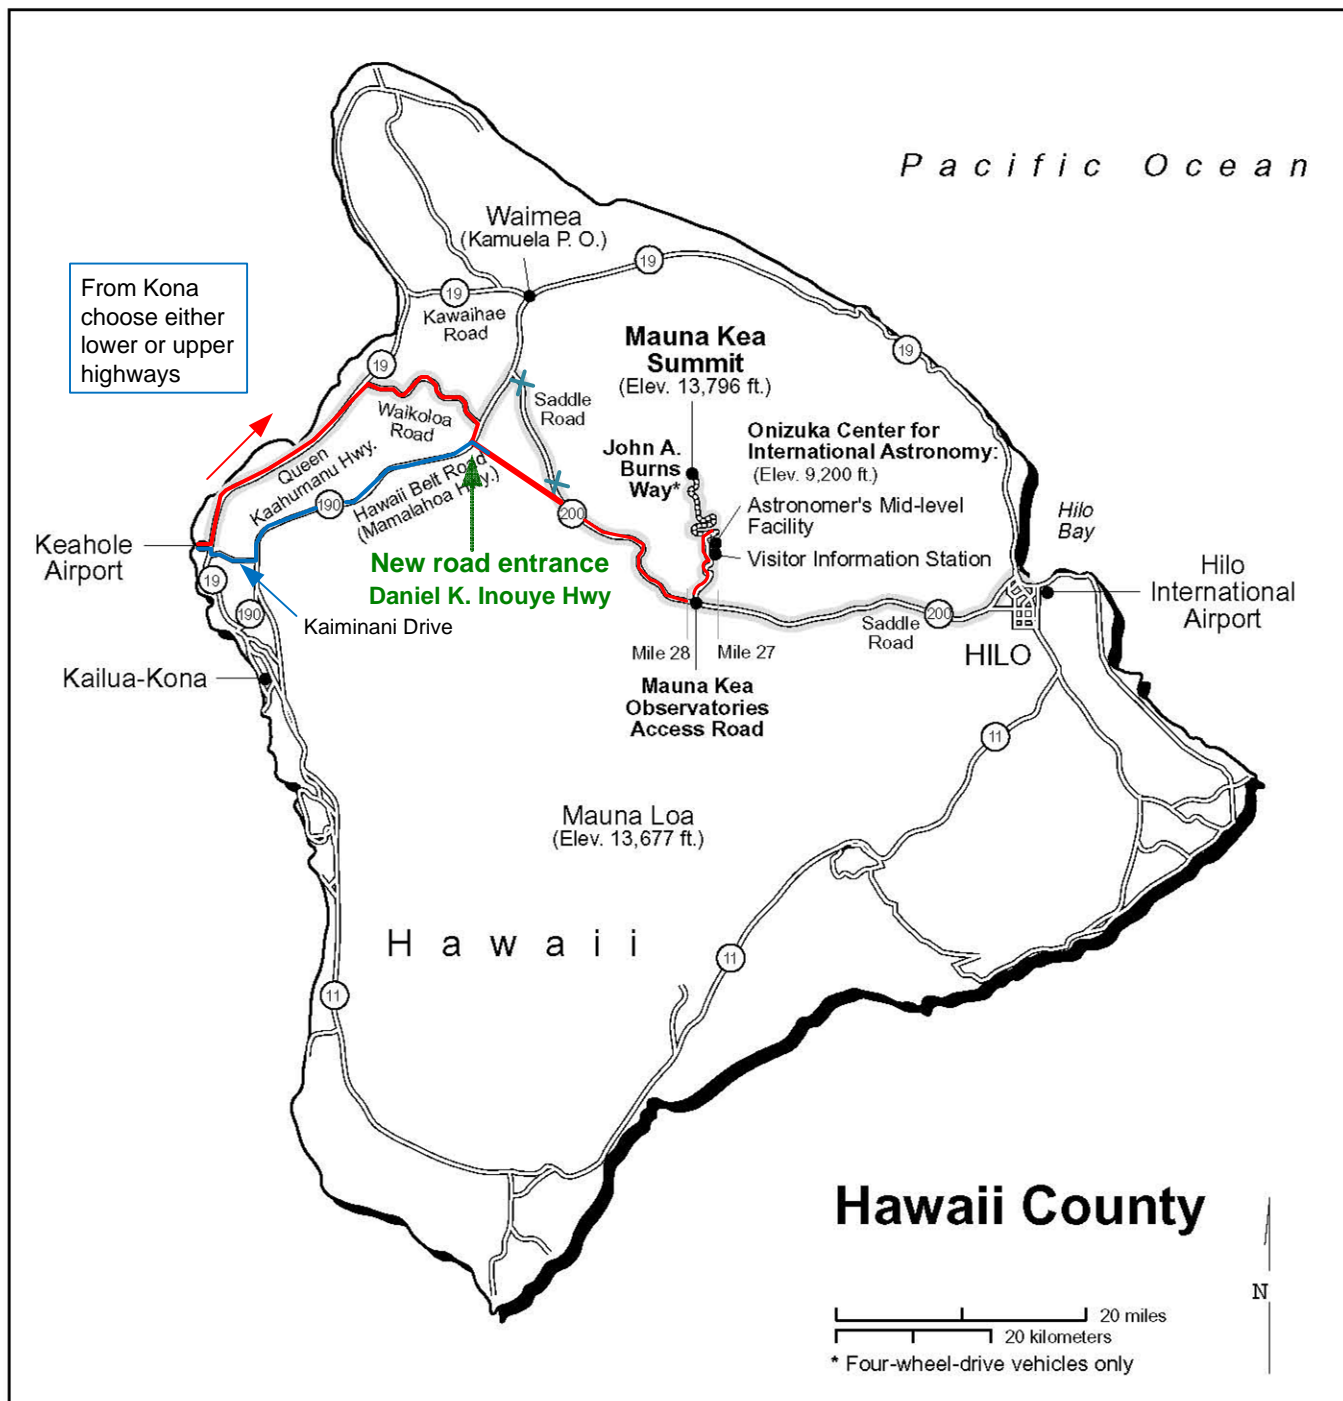 Pacific Ocean
Waimea
(Kamuela P. O.)
19
19
Kawaihae
Road
From Kona
choose either
lower or upper
highways
19
19
Mauna Kea
Summit
(Elev. 13,796 ft.)
Saddle
Road
Waikoloa
Road
John A.
Burns
Way*
Onizuka Center for
International Astronomy:
(Elev. 9,200 ft.)
Astronomer's Mid-level
Facility
Visitor Information Station
Queen
Kaahumanu Hwy.
190
Hawaii Belt Road
(Mamalahoa Hwy.)
200
Hilo
Bay
Keahole
Airport
19
190
New road entrance
Daniel K. Inouye Hwy
Kaiminani Drive
Hilo
International
Airport
200
Saddle
Road
HILO
Mile 28
Mile 27
Kailua-Kona
Mauna Kea
Observatories
Access Road
11
Mauna Loa
(Elev. 13,677 ft.)
Hawaii
11
11
Hawaii County
N
20 miles
20 kilometers
* Four-wheel-drive vehicles only